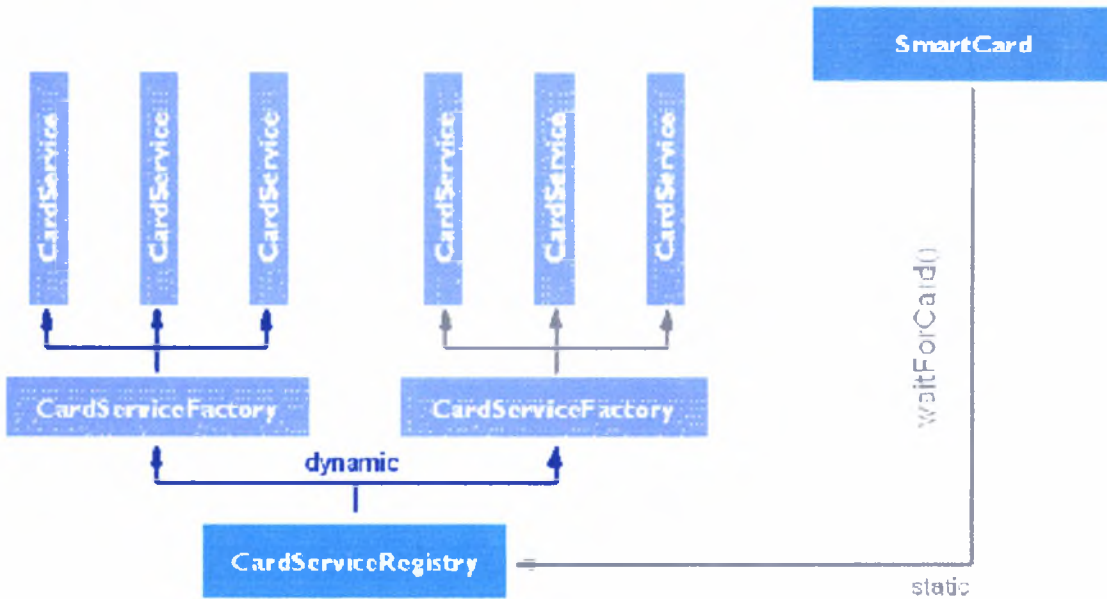 SmartCard
CardService
CardService
CardService
CardService
CardService
CardService
waitForCard()
CardServiceFactory
CardServiceFactory
dynamic
CardServiceRegistry
static